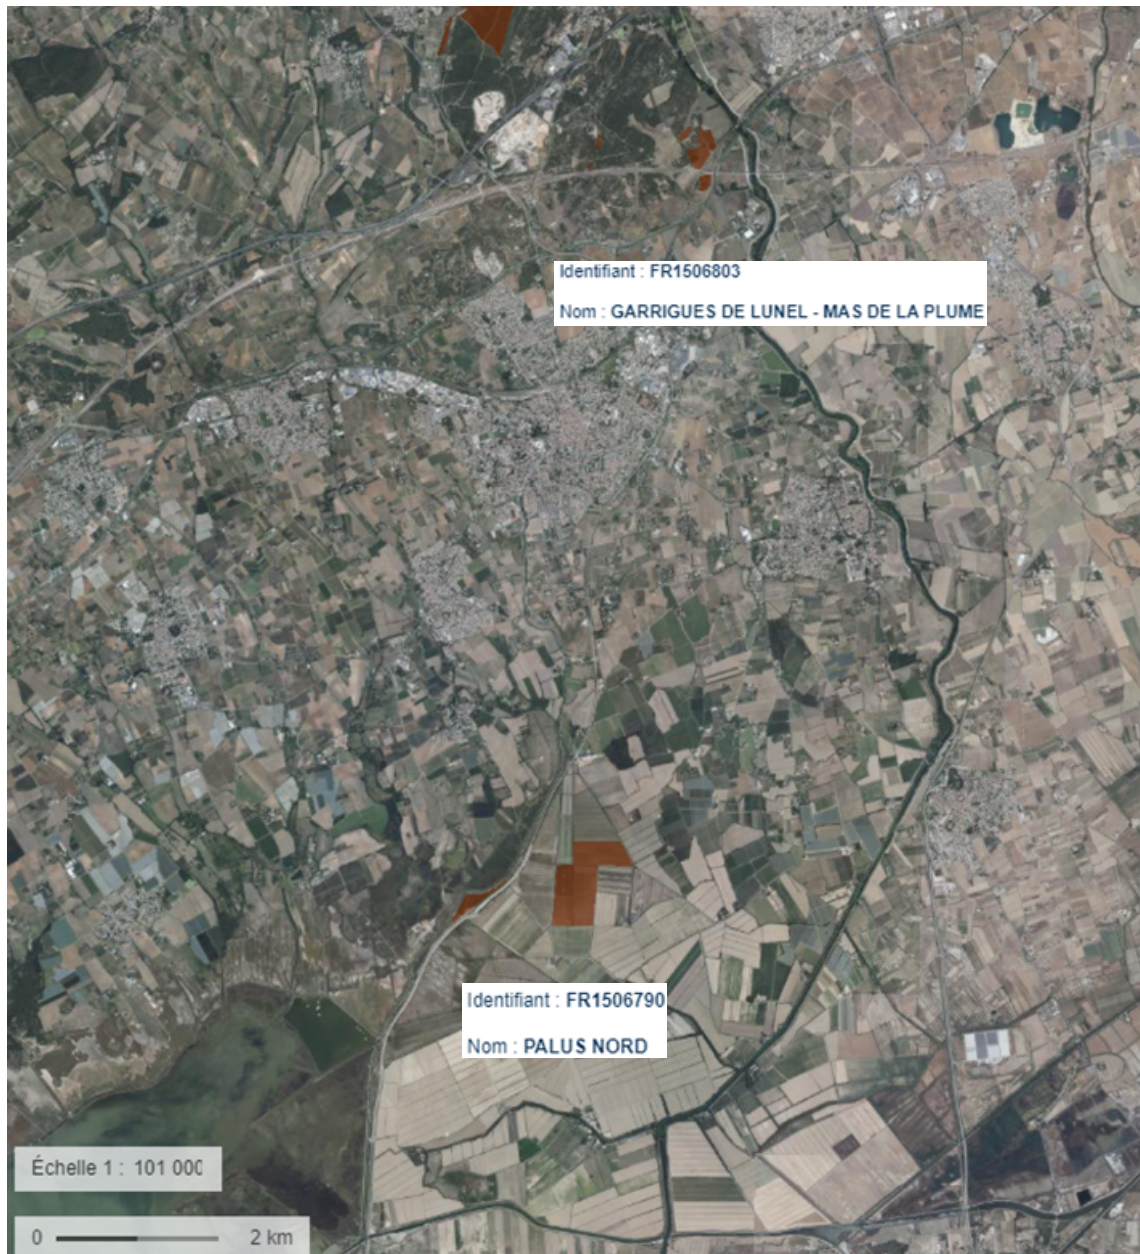 Identifiant : FR1506803
Nom : GARRIGUES DE LUNEL - MAS DE LA PLUME
Identifiant : FR1506790
Nom : PALUS NORD
Échelle 1 : 101 000
0 2 km